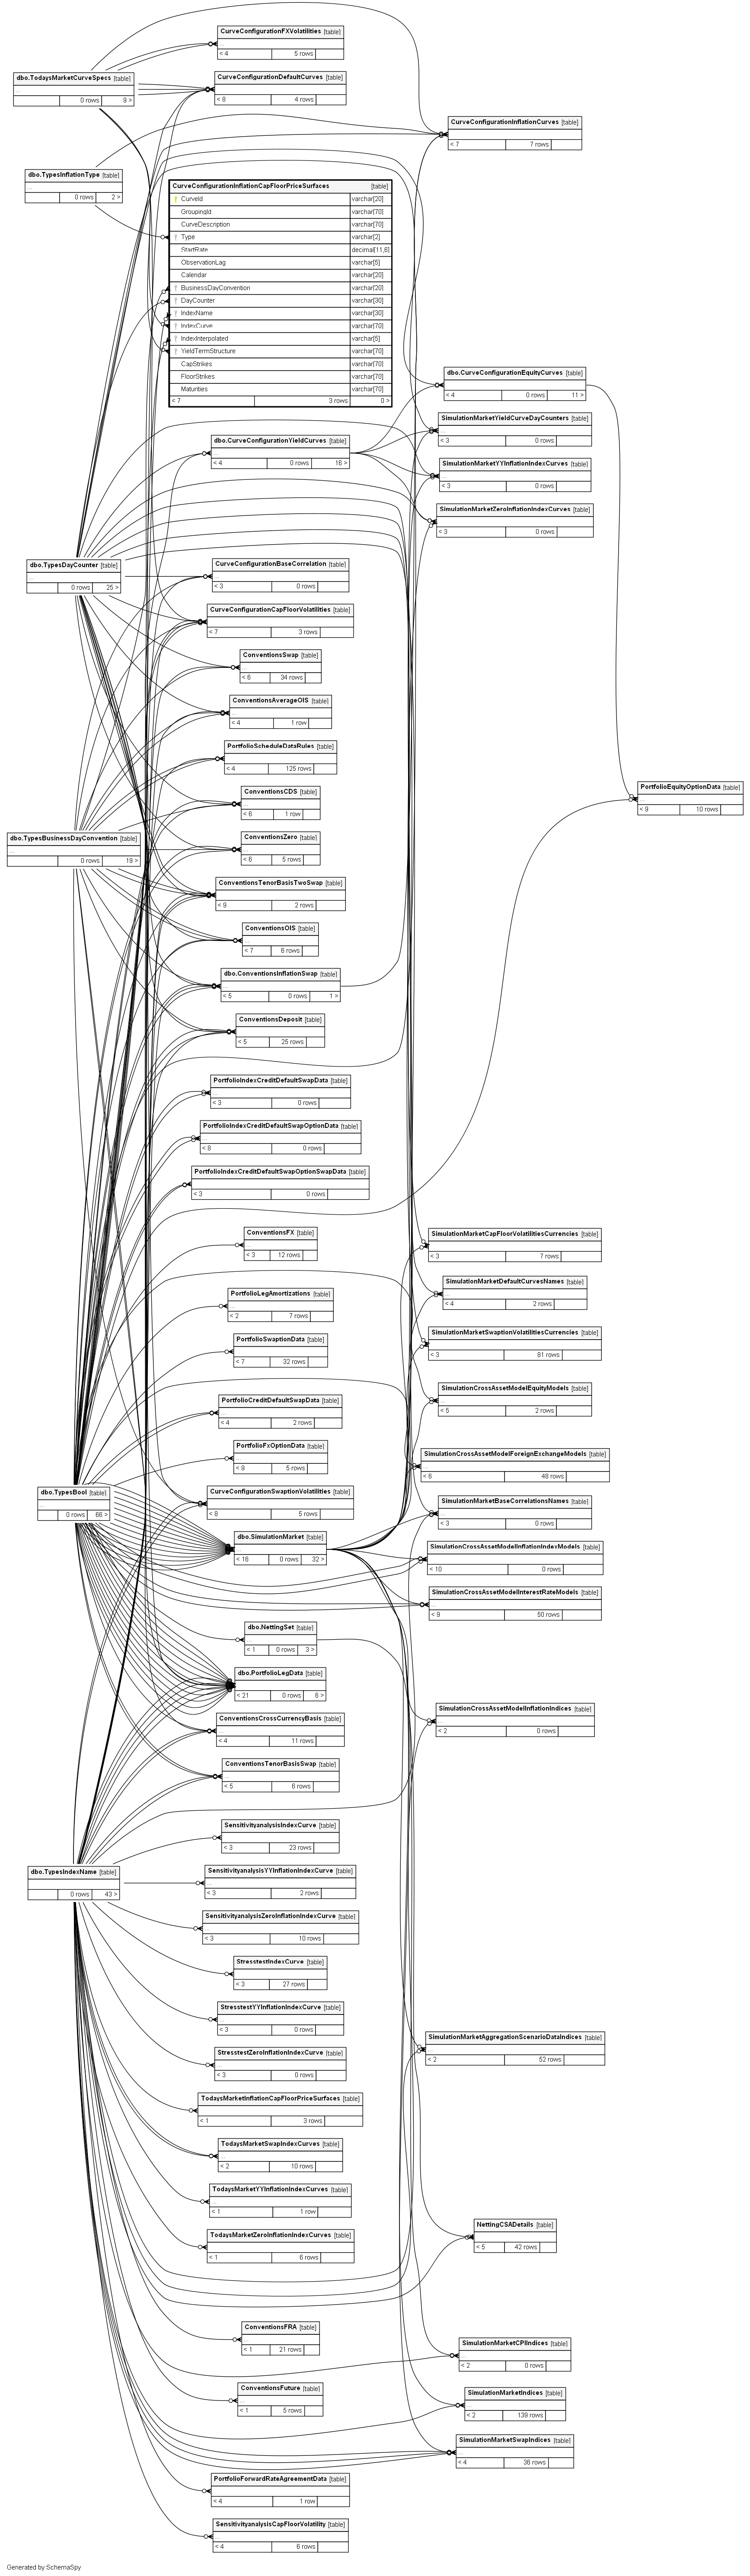 CurveConfigurationFXVolatilities [table]
...
< 4 5 rows
dbo.TodaysMarketCurveSpecs [table]
...
0 rows 8 >
CurveConfigurationDefaultCurves [table]
...
< 8 4 rows
CurveConfigurationInflationCurves [table]
...
< 7 7 rows
dbo.TypesInflationType [table]
...
0 rows 2 >
CurveConfigurationInflationCapFloorPriceSurfaces [table]
CurveId varchar[20]
GroupingId varchar[70]
CurveDescription varchar[70]
Type varchar[2]
StartRate decimal[11,6]
ObservationLag varchar[5]
Calendar varchar[20]
BusinessDayConvention varchar[20]
DayCounter varchar[30]
IndexName varchar[30]
IndexCurve varchar[70]
IndexInterpolated varchar[5]
YieldTermStructure varchar[70]
CapStrikes varchar[70]
FloorStrikes varchar[70]
Maturities varchar[70]
< 7 3 rows 0 >
dbo.CurveConfigurationEquityCurves [table]
...
< 4 0 rows 11 >
SimulationMarketYieldCurveDayCounters [table]
...
< 3 0 rows
dbo.CurveConfigurationYieldCurves [table]
...
< 4 0 rows 16 >
SimulationMarketYYInflationIndexCurves [table]
...
< 3 0 rows
SimulationMarketZeroInflationIndexCurves [table]
...
< 3 0 rows
dbo.TypesDayCounter [table]
...
0 rows 25 >
CurveConfigurationBaseCorrelation [table]
...
< 3 0 rows
CurveConfigurationCapFloorVolatilities [table]
...
< 7 3 rows
ConventionsSwap [table]
...
< 6 34 rows
ConventionsAverageOIS [table]
...
< 4 1 row
PortfolioScheduleDataRules [table]
...
< 4 125 rows
ConventionsCDS [table]
...
< 6 1 row
PortfolioEquityOptionData [table]
...
< 9 10 rows
dbo.TypesBusinessDayConvention [table]
...
0 rows 19 >
ConventionsZero [table]
...
< 6 5 rows
ConventionsTenorBasisTwoSwap [table]
...
< 9 2 rows
ConventionsOIS [table]
...
< 7 6 rows
dbo.ConventionsInflationSwap [table]
...
< 5 0 rows 1 >
ConventionsDeposit [table]
...
< 5 25 rows
PortfolioIndexCreditDefaultSwapData [table]
...
< 3 0 rows
PortfolioIndexCreditDefaultSwapOptionData [table]
...
< 8 0 rows
PortfolioIndexCreditDefaultSwapOptionSwapData [table]
...
< 3 0 rows
ConventionsFX [table]
...
< 3 12 rows
SimulationMarketCapFloorVolatilitiesCurrencies [table]
...
< 3 7 rows
PortfolioLegAmortizations [table]
...
< 2 7 rows
SimulationMarketDefaultCurvesNames [table]
...
< 4 2 rows
PortfolioSwaptionData [table]
...
< 7 32 rows
SimulationMarketSwaptionVolatilitiesCurrencies [table]
...
< 3 81 rows
PortfolioCreditDefaultSwapData [table]
...
< 4 2 rows
SimulationCrossAssetModelEquityModels [table]
...
< 5 2 rows
PortfolioFxOptionData [table]
...
< 9 5 rows
SimulationCrossAssetModelForeignExchangeModels [table]
...
< 6 48 rows
dbo.TypesBool [table]
...
0 rows 66 >
CurveConfigurationSwaptionVolatilities [table]
...
< 8 5 rows
SimulationMarketBaseCorrelationsNames [table]
...
< 3 0 rows
dbo.SimulationMarket [table]
...
< 16 0 rows 32 >
SimulationCrossAssetModelInflationIndexModels [table]
...
< 10 0 rows
SimulationCrossAssetModelInterestRateModels [table]
...
< 9 50 rows
dbo.NettingSet [table]
...
< 1 0 rows 3 >
dbo.PortfolioLegData [table]
...
< 21 0 rows 6 >
SimulationCrossAssetModelInflationIndices [table]
...
< 2 0 rows
ConventionsCrossCurrencyBasis [table]
...
< 4 11 rows
ConventionsTenorBasisSwap [table]
...
< 5 6 rows
SensitivityanalysisIndexCurve [table]
...
< 3 23 rows
dbo.TypesIndexName [table]
...
0 rows 43 >
SensitivityanalysisYYInflationIndexCurve [table]
...
< 3 2 rows
SensitivityanalysisZeroInflationIndexCurve [table]
...
< 3 10 rows
StresstestIndexCurve [table]
...
< 3 27 rows
StresstestYYInflationIndexCurve [table]
...
< 3 0 rows
StresstestZeroInflationIndexCurve [table]
...
< 3 0 rows
SimulationMarketAggregationScenarioDataIndices [table]
...
< 2 52 rows
TodaysMarketInflationCapFloorPriceSurfaces [table]
...
< 1 3 rows
TodaysMarketSwapIndexCurves [table]
...
< 2 10 rows
TodaysMarketYYInflationIndexCurves [table]
...
< 1 1 row
NettingCSADetails [table]
...
< 5 42 rows
TodaysMarketZeroInflationIndexCurves [table]
...
< 1 6 rows
ConventionsFRA [table]
...
< 1 21 rows
SimulationMarketCPIIndices [table]
...
< 2 0 rows
ConventionsFuture [table]
...
< 1 5 rows
SimulationMarketIndices [table]
...
< 2 139 rows
SimulationMarketSwapIndices [table]
...
< 4 36 rows
PortfolioForwardRateAgreementData [table]
...
< 4 1 row
SensitivityanalysisCapFloorVolatility [table]
...
< 4 6 rows
Generated by SchemaSpy